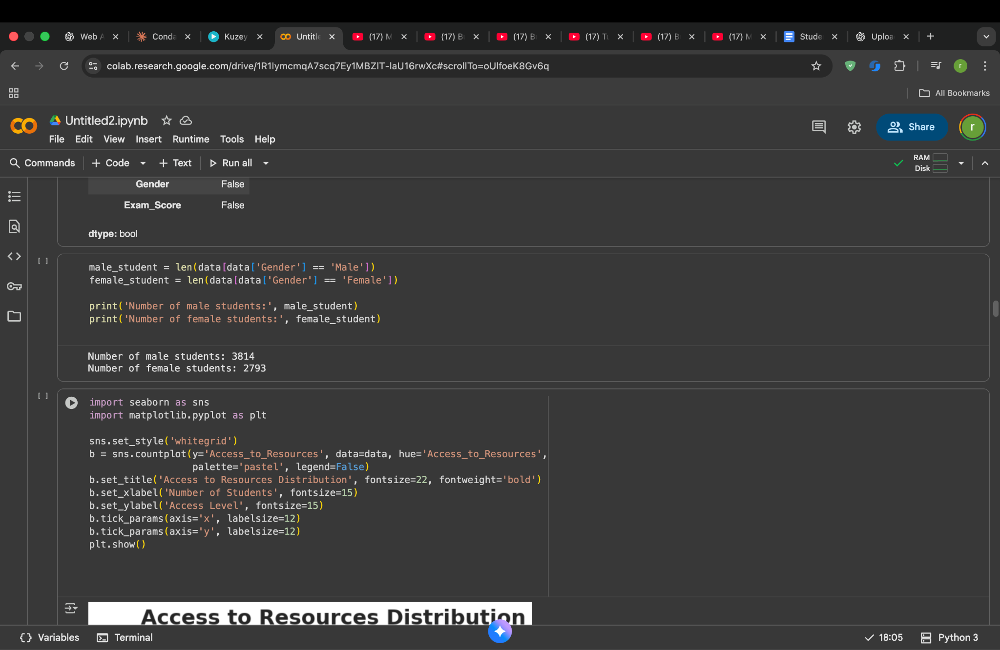 Web A
Conda
Kuzey
Untitle
(17) M
(17) B
(17) B
(17) Tu
(17) B
(17) M
Stude
Uploa
colab.research.google.com/drive/1R1lymcmqA7scq7Ey1MBZlT-laU16rwXc#scrollTo=oUlfoeK8Gv6q
r
All Bookmarks
Untitled2.ipynb
File Edit View Insert Runtime Tools Help
Share
r
Commands + Code + Text Run all
RAM
Disk
Gender False
Exam_Score False
dtype: bool
[ ]
male_student = len(data[data['Gender'] == 'Male'])
female_student = len(data[data['Gender'] == 'Female'])
print('Number of male students:', male_student)
print('Number of female students:', female_student)
Number of male students: 3814
Number of female students: 2793
[ ]
import seaborn as sns
import matplotlib.pyplot as plt
sns.set_style('whitegrid')
b = sns.countplot(y='Access_to_Resources', data=data, hue='Access_to_Resources',
palette='pastel', legend=False)
b.set_title('Access to Resources Distribution', fontsize=22, fontweight='bold')
b.set_xlabel('Number of Students', fontsize=15)
b.set_ylabel('Access Level', fontsize=15)
b.tick_params(axis='x', labelsize=12)
b.tick_params(axis='y', labelsize=12)
plt.show()
Access to Resources Distribution
{} Variables Terminal
18:05 Python 3